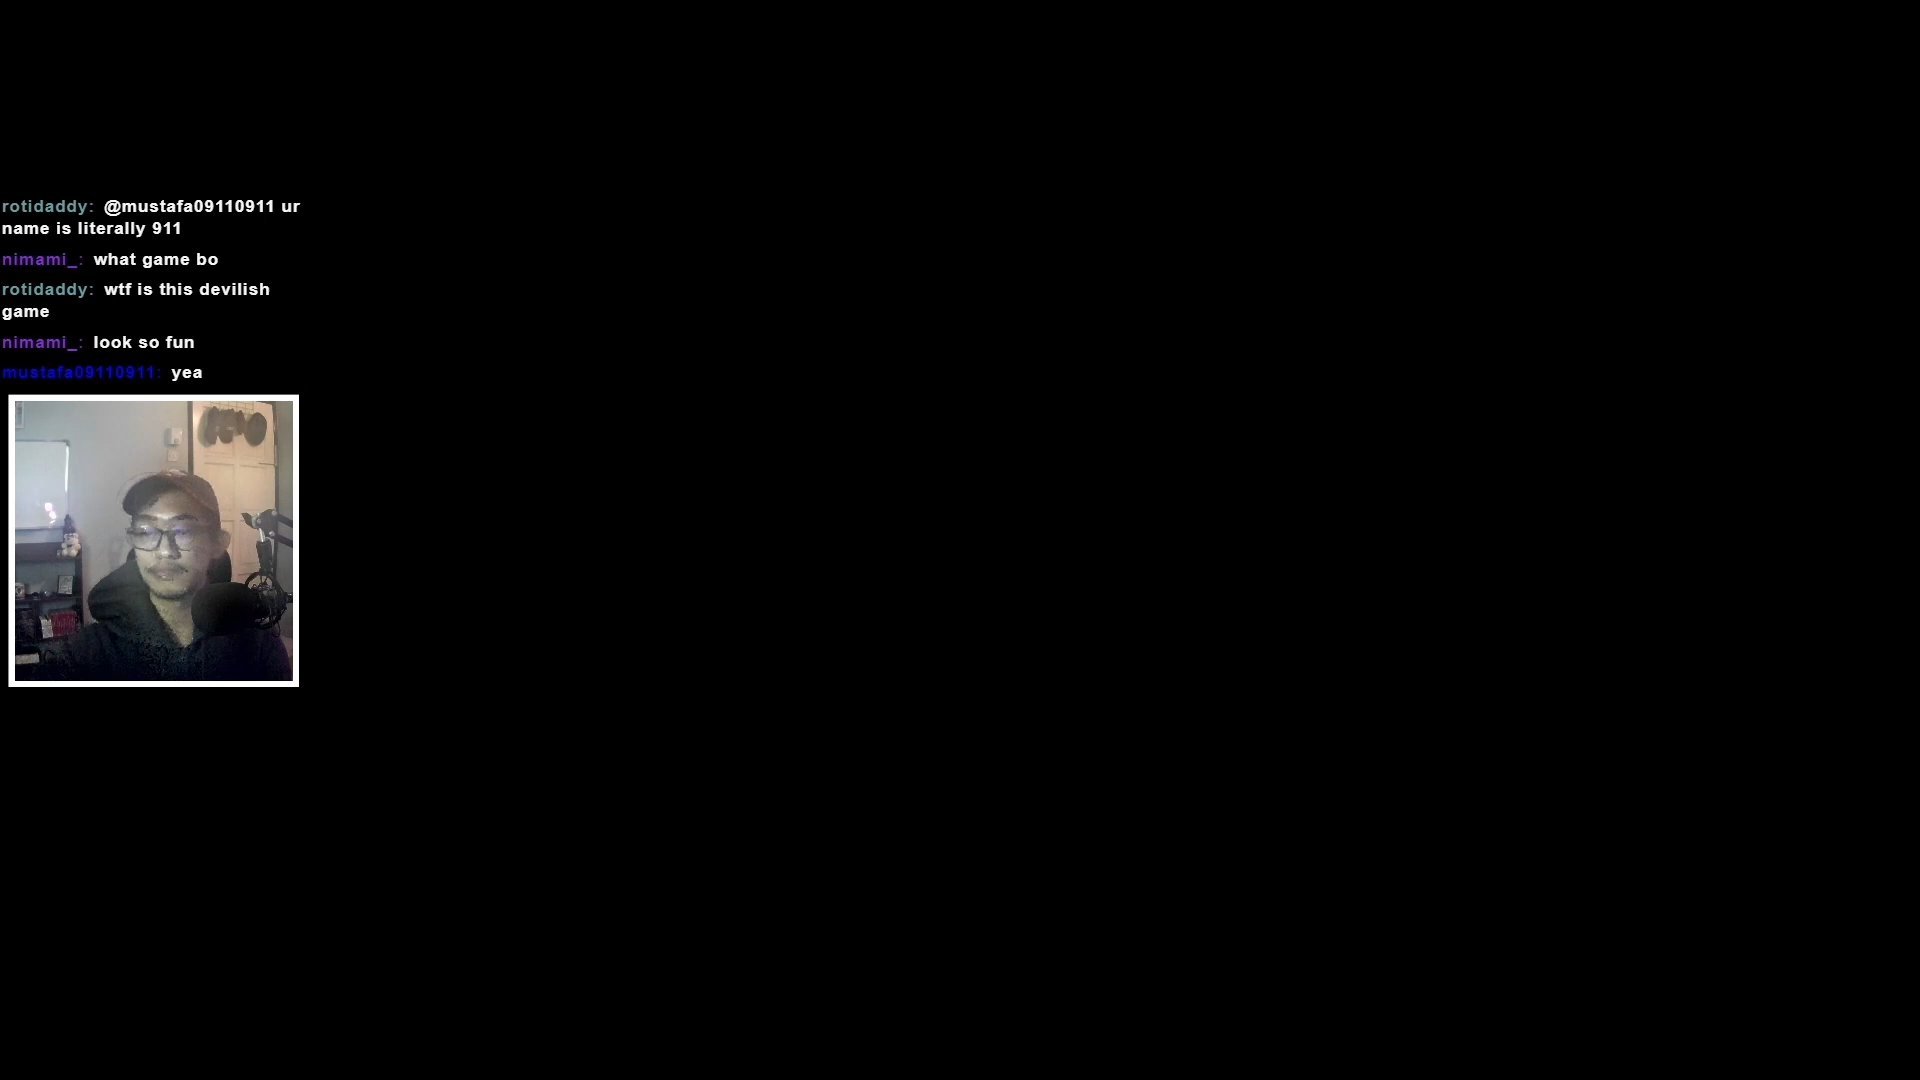 rotidaddy: @mustafa09110911 ur
name is literally 911
nimami_: what game bo
rotidaddy: wtf is this devilish
game
nimami_: look so fun
mustafa09110911: yea